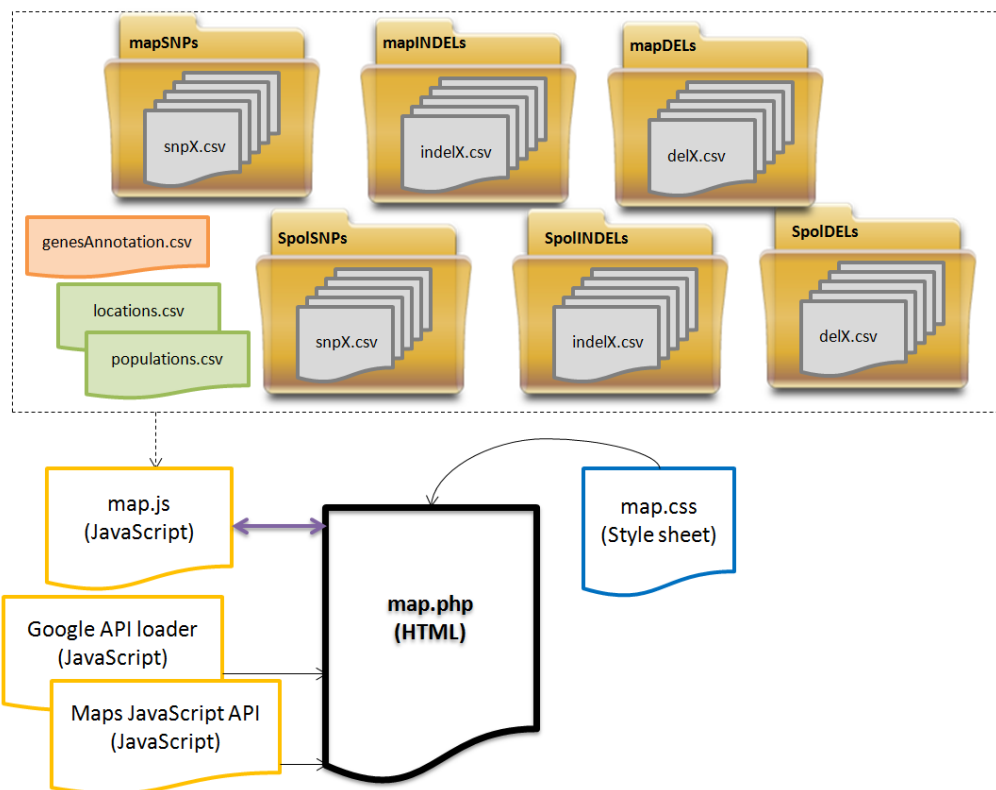 mapSNPs
mapINDELs
mapDELs
snpX.csv
indelX.csv
delX.csv
genesAnnotation.csv
locations.csv
populations.csv
SpolSNPs
SpolINDELs
SpolDELs
snpX.csv
indelX.csv
delX.csv
map.js
(JavaScript)
map.css
(Style sheet)
map.php
(HTML)
Google API loader
(JavaScript)
Maps JavaScript API
(JavaScript)